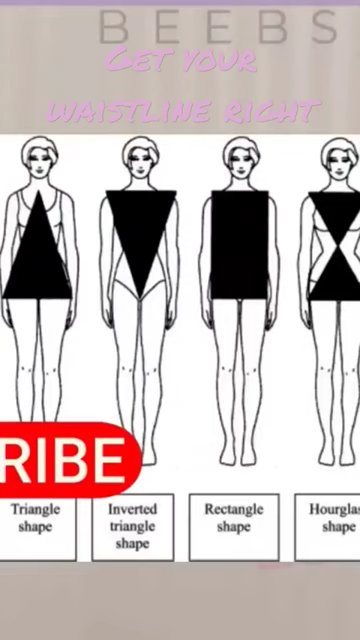 BEEBS
GET YOUR
WAISTLINE RIGHT
RIBE
Triangle
shape
Inverted
triangle
shape
Rectangle
shape
Hourglas
shape